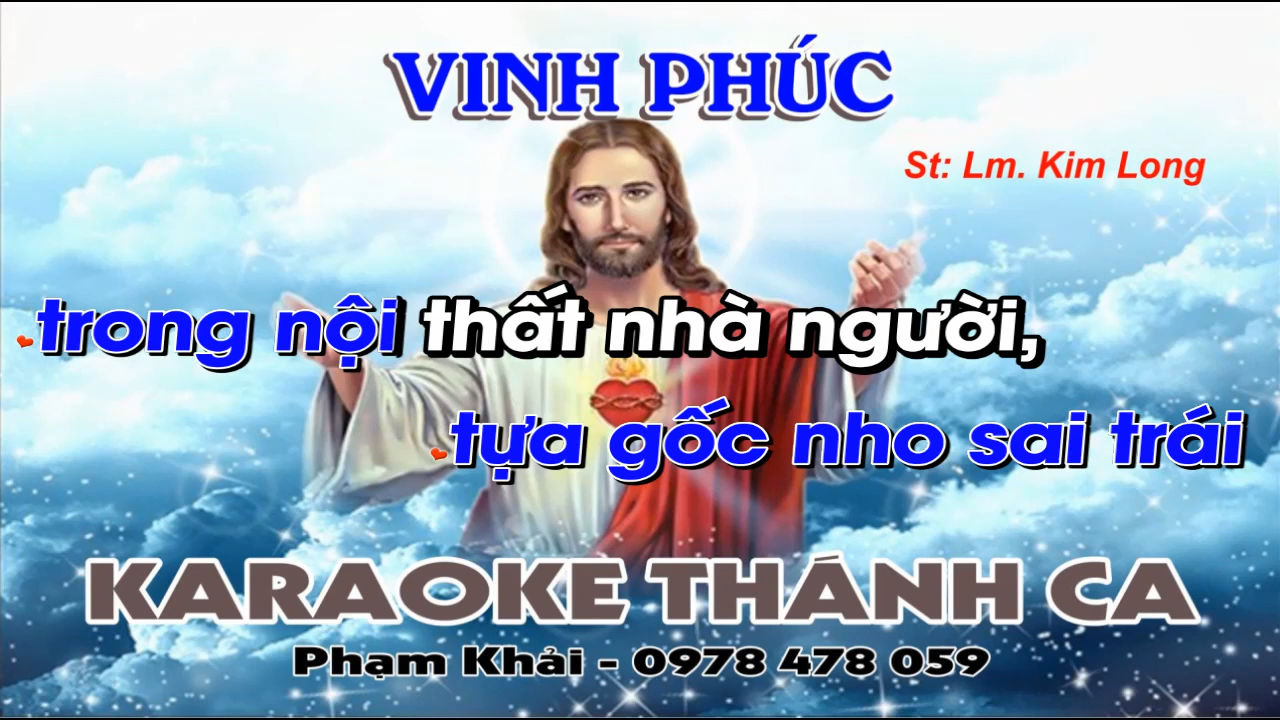 VINH PHÚC
St: Lm. Kim Long
trong nội thất nhà người,
tựa gốc nho sai trái
KARAOKE THÁNH CA
Phạm Khải - 0978 478 059